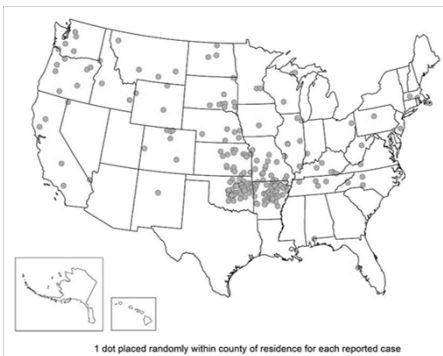 1 dot placed randomly within county of residence for each reported case